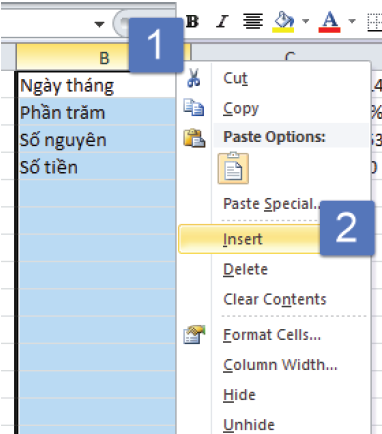 B I A
1
B C
Ngày tháng
Phần trăm
Số nguyên
Số tiền
Cut
Copy
Paste Options:
Paste Special...
Insert
2
Delete
Clear Contents
Format Cells...
Column Width...
Hide
Unhide